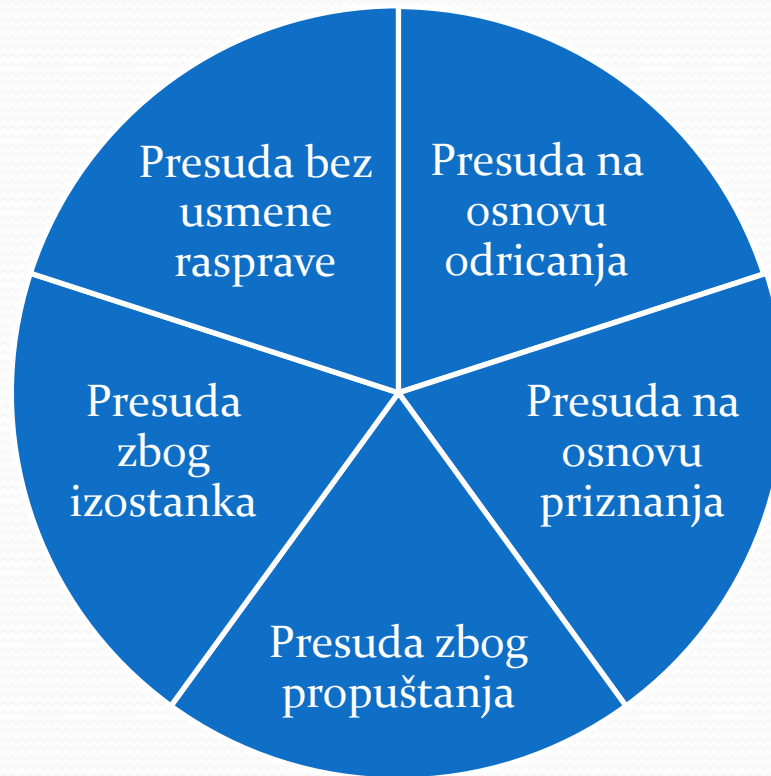 Presuda bez
usmene
rasprave
Presuda na
osnovu
odricanja
Presuda
zbog
izostanka
Presuda na
osnovu
priznanja
Presuda zbog
propuštanja